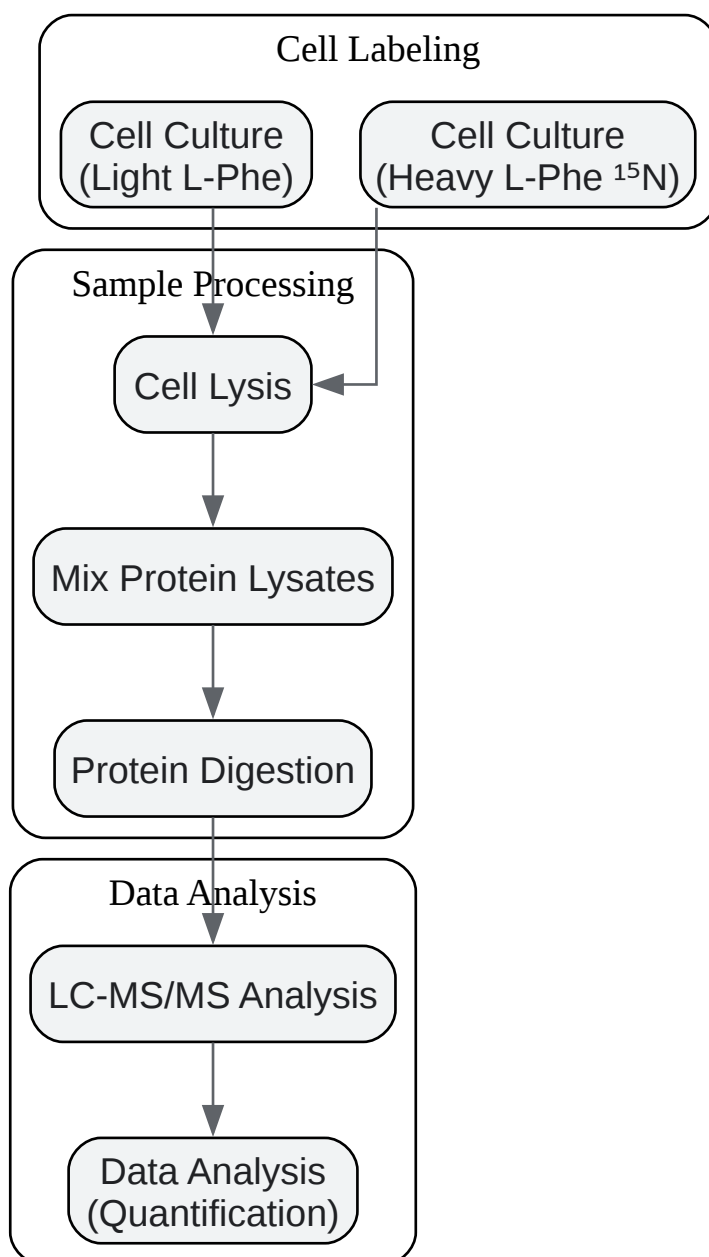 Cell Labeling
Cell Culture
(Light L-Phe)
Cell Culture
(Heavy L-Phe ¹⁵N)
Sample Processing
Cell Lysis
Mix Protein Lysates
Protein Digestion
Data Analysis
LC-MS/MS Analysis
Data Analysis
(Quantification)